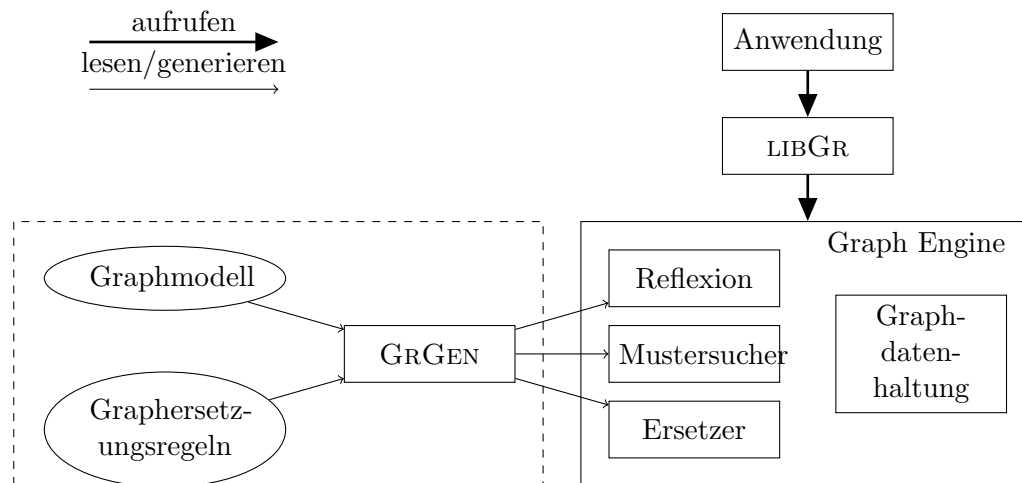 aufrufen
lesen/generieren
Anwendung
LIBGR
Graph Engine
Graphmodell
Reflexion
Graph-
daten-
haltung
GRGEN
Mustersucher
Graphersetz-
ungsregeln
Ersetzer